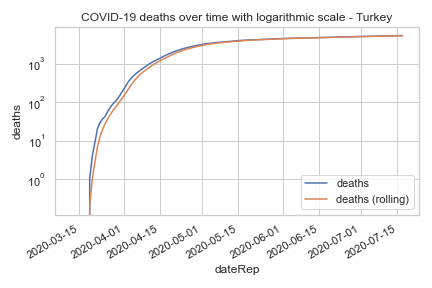 COVID-19 deaths over time with logarithmic scale - Turkey
deaths
10³
10²
10¹
10⁰
deaths
deaths (rolling)
2020-03-15
2020-04-01
2020-04-15
2020-05-01
2020-05-15
2020-06-01
2020-06-15
2020-07-01
2020-07-15
dateRep